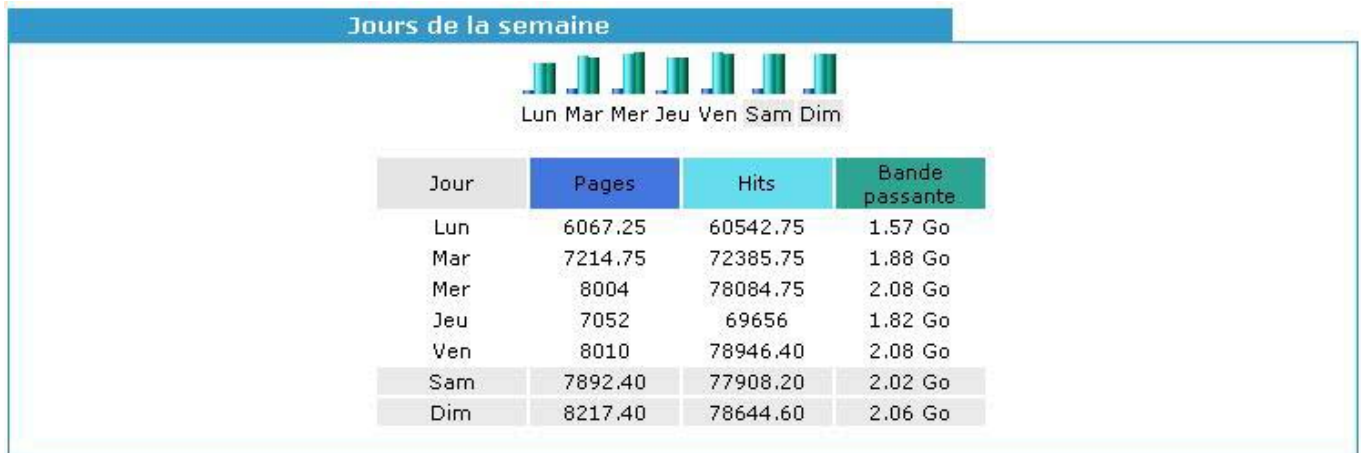 Jours de la semaine
Lun Mar Mer Jeu Ven Sam Dim
Jour Pages Hits Bande passante
Lun 6067.25 60542.75 1.57 Go
Mar 7214.75 72385.75 1.88 Go
Mer 8004 78084.75 2.08 Go
Jeu 7052 69656 1.82 Go
Ven 8010 78946.40 2.08 Go
Sam 7892.40 77908.20 2.02 Go
Dim 8217.40 78644.60 2.06 Go